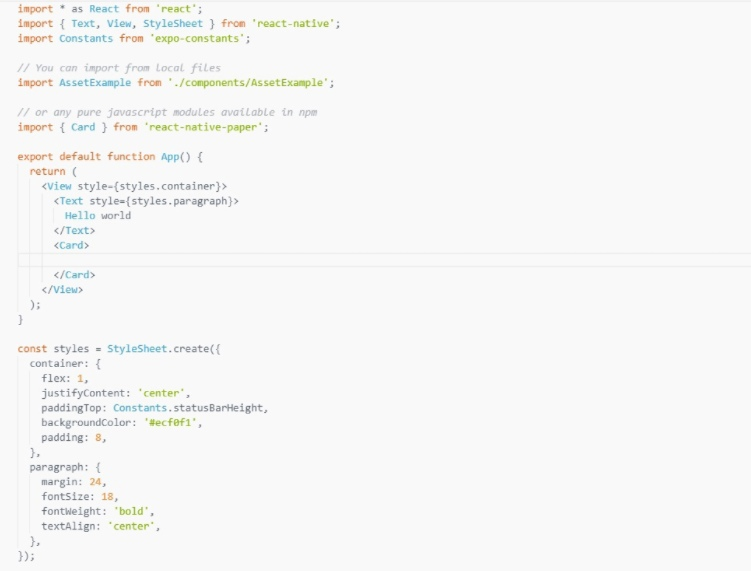 import * as React from 'react';
import { Text, View, StyleSheet } from 'react-native';
import Constants from 'expo-constants';

// You can import from local files
import AssetExample from './components/AssetExample';

// or any pure javascript modules available in npm
import { Card } from 'react-native-paper';

export default function App() {
  return (
    <View style={styles.container}>
      <Text style={styles.paragraph}>
        Hello world
      </Text>
      <Card>

      </Card>
    </View>
  );
}

const styles = StyleSheet.create({
  container: {
    flex: 1,
    justifyContent: 'center',
    paddingTop: Constants.statusBarHeight,
    backgroundColor: '#ecf0f1',
    padding: 8,
  },
  paragraph: {
    margin: 24,
    fontSize: 18,
    fontWeight: 'bold',
    textAlign: 'center',
  },
});